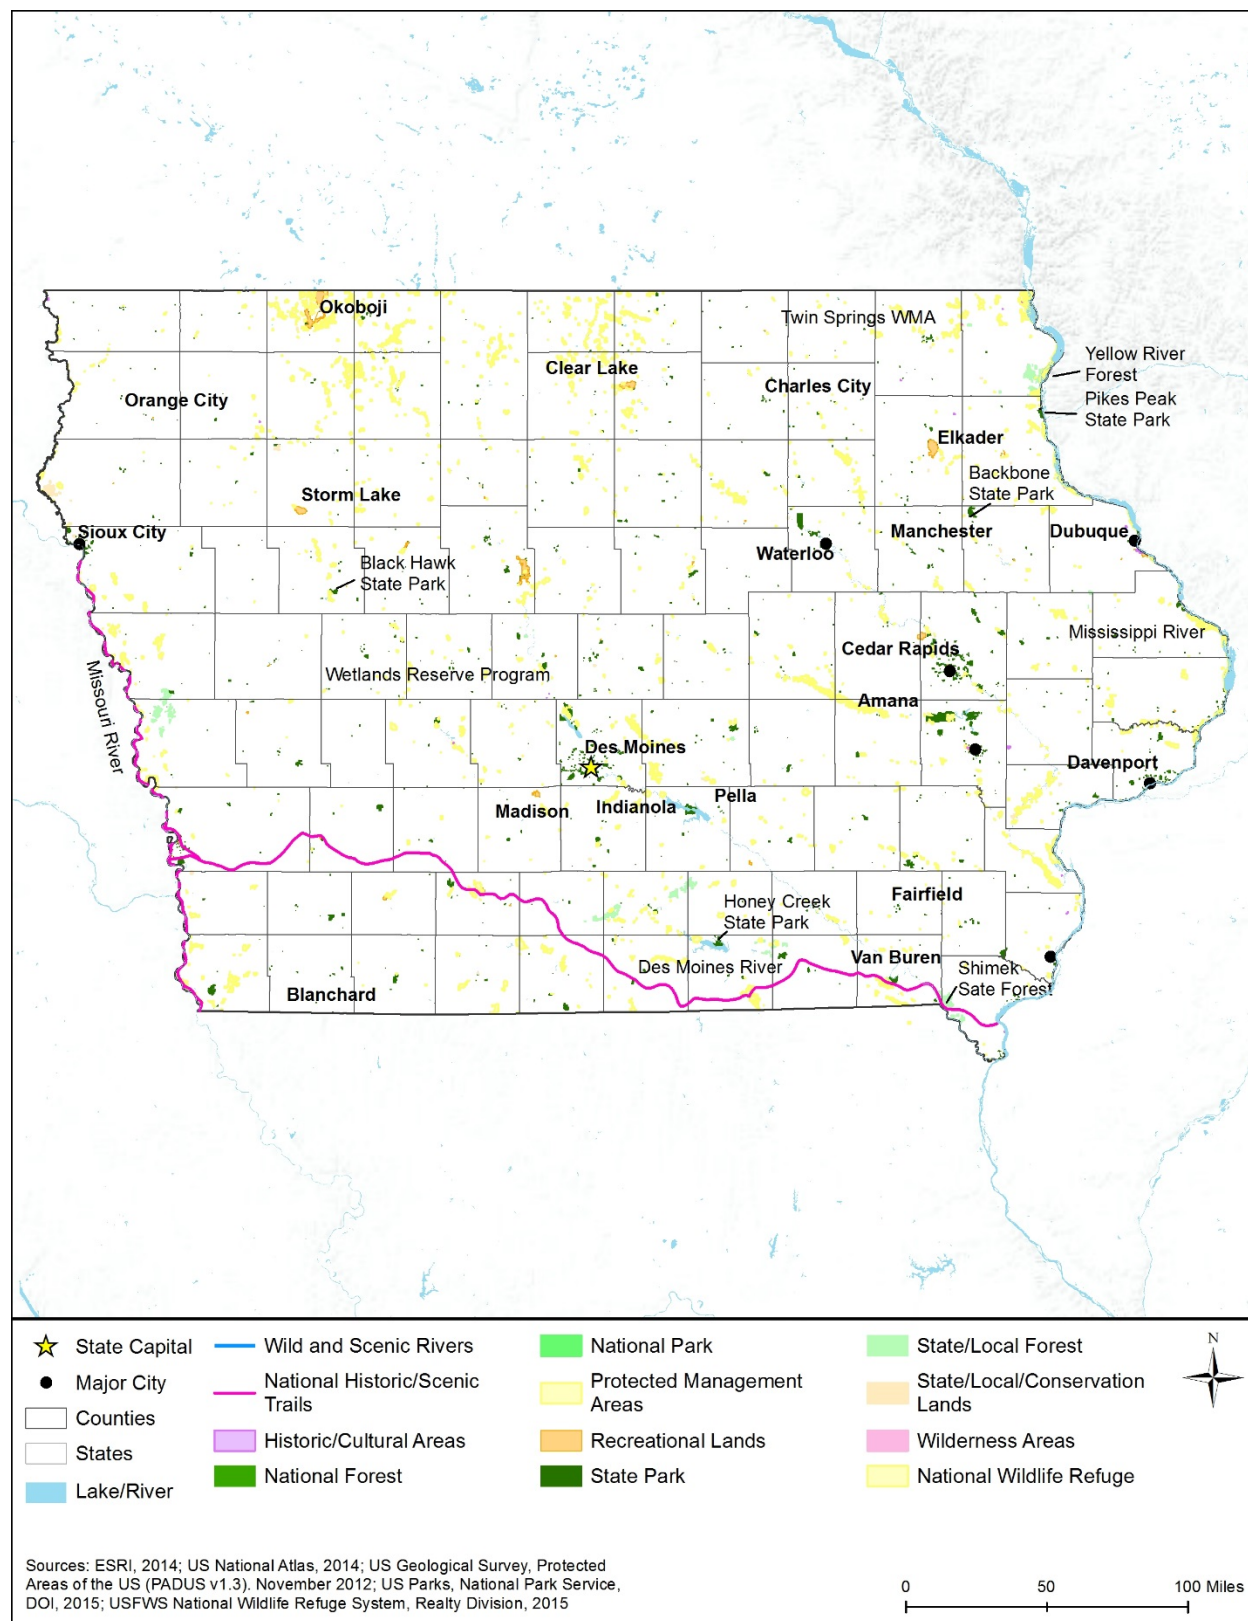 Okoboji
Twin Springs WMA
Yellow River
Forest
Clear Lake
Charles City
Orange City
Pikes Peak
State Park
Elkader
Backbone
State Park
Storm Lake
Sioux City
Manchester
Dubuque
Waterloo
Black Hawk
State Park
Mississippi River
Cedar Rapids
Wetlands Reserve Program
Missouri River
Amana
Des Moines
Davenport
Madison
Indianola
Pella
Fairfield
Honey Creek
State Park
Van Buren
Des Moines River
Shimek
Sate Forest
Blanchard
State Capital
Major City
Counties
States
Lake/River
Wild and Scenic Rivers
National Historic/Scenic
Trails
Historic/Cultural Areas
National Forest
National Park
Protected Management
Areas
Recreational Lands
State Park
State/Local Forest
State/Local/Conservation
Lands
Wilderness Areas
National Wildlife Refuge
N
Sources: ESRI, 2014; US National Atlas, 2014; US Geological Survey, Protected
Areas of the US (PADUS v1.3). November 2012; US Parks, National Park Service,
DOI, 2015; USFWS National Wildlife Refuge System, Realty Division, 2015
0 50 100 Miles